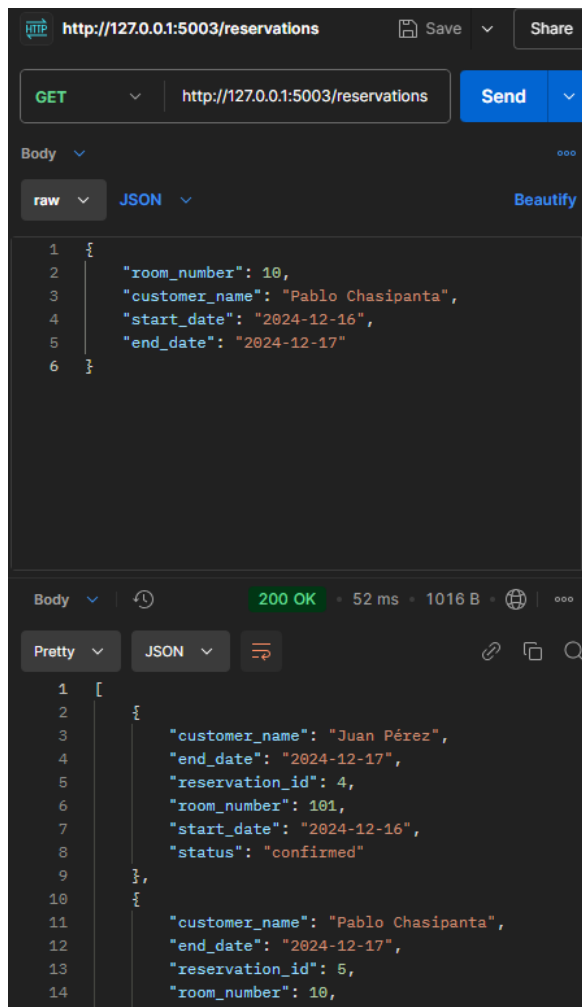 HTTP http://127.0.0.1:5003/reservations Save Share
GET http://127.0.0.1:5003/reservations Send
Body
raw JSON Beautify
1 {
2 "room_number": 10,
3 "customer_name": "Pablo Chasipanta",
4 "start_date": "2024-12-16",
5 "end_date": "2024-12-17"
6 }
Body 200 OK • 52 ms • 1016 B
Pretty JSON
1 [
2 {
3 "customer_name": "Juan Pérez",
4 "end_date": "2024-12-17",
5 "reservation_id": 4,
6 "room_number": 101,
7 "start_date": "2024-12-16",
8 "status": "confirmed"
9 },
10 {
11 "customer_name": "Pablo Chasipanta",
12 "end_date": "2024-12-17",
13 "reservation_id": 5,
14 "room_number": 10,